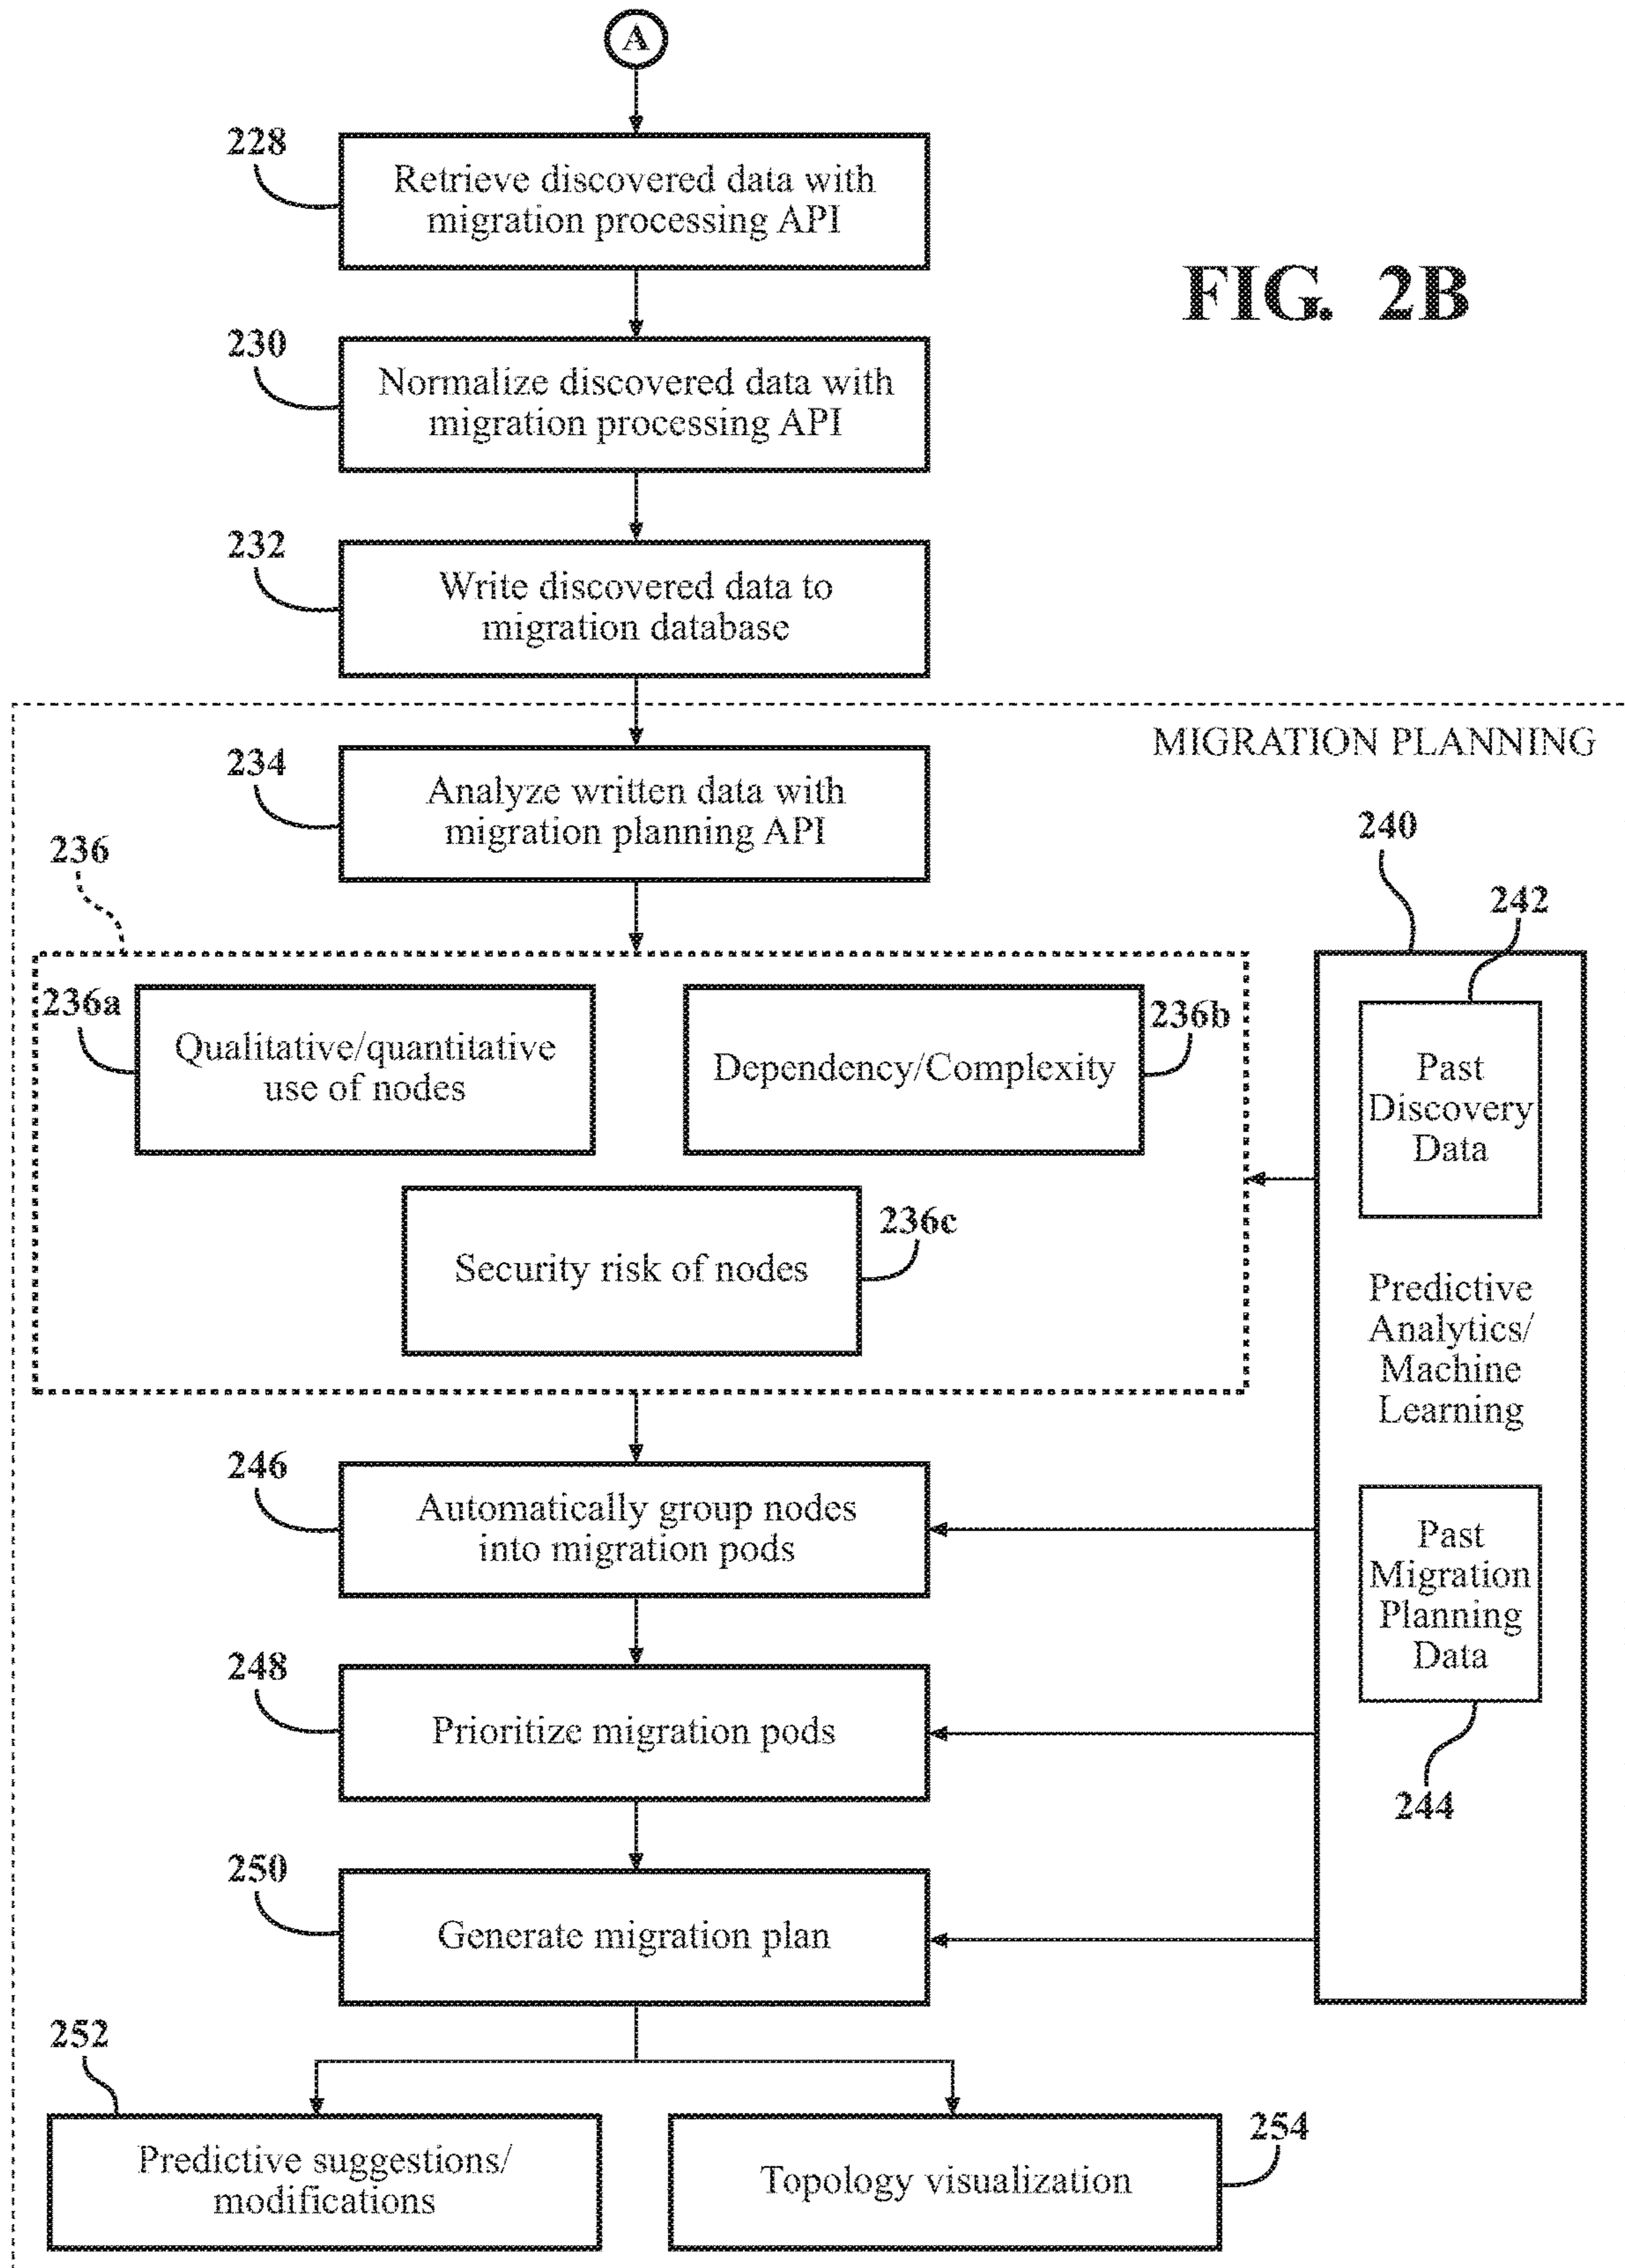 A
228
Retrieve discovered data with
migration processing API
FIG. 2B
230
Normalize discovered data with
migration processing API
232
Write discovered data to
migration database
MIGRATION PLANNING
234
Analyze written data with
migration planning API
236
240
242
236a
Qualitative/quantitative
use of nodes
236b
Dependency/Complexity
236c
Security risk of nodes
Past
Discovery
Data
Predictive
Analytics/
Machine
Learning
Past
Migration
Planning
Data
244
246
Automatically group nodes
into migration pods
248
Prioritize migration pods
250
Generate migration plan
252
Predictive suggestions/
modifications
254
Topology visualization